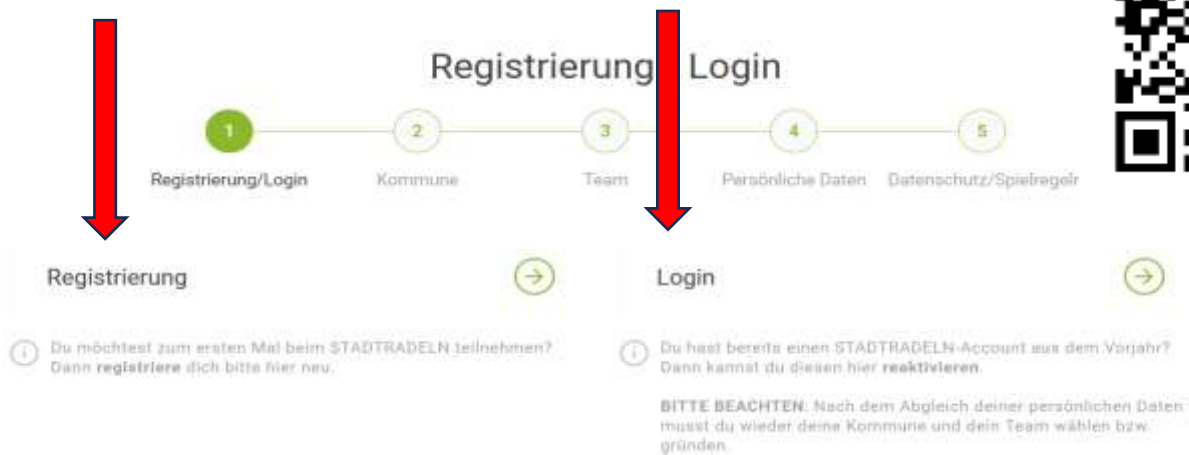 Registrierung Login
1 2 3 4 5
Registrierung/Login Kommune Team Persönliche Daten Datenschutz/Spielregeln
Registrierung
Login
Du möchtest zum ersten Mal beim STADTRADELN teilnehmen?
Dann registriere dich bitte hier neu.
Du hast bereits einen STADTRADELN-Account aus dem Vorjahr?
Dann kannst du diesen hier reaktivieren.
BITTE BEACHTEN: Nach dem Abgleich deiner persönlichen Daten
musst du wieder deine Kommune und dein Team wählen bzw.
gründen.